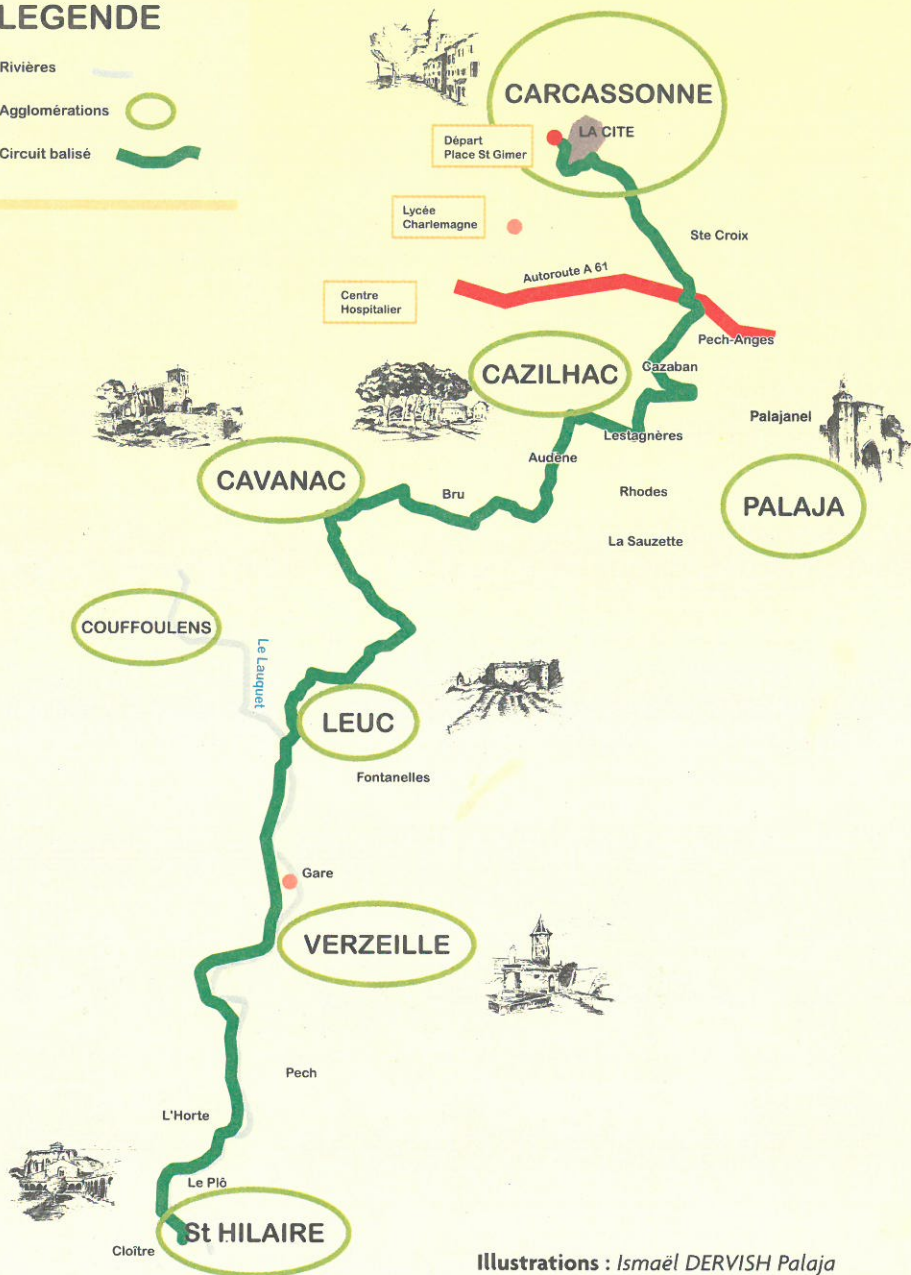 LEGENDE
Rivières
Agglomérations
Circuit balisé
CARCASSONNE
LA CITE
Départ
Place St Gimer
Lycée
Charlemagne
Ste Croix
Autoroute A 61
Centre
Hospitalier
Pech-Anges
Cazaban
CAZILHAC
Palajanel
Lestagnères
Audène
CAVANAC
Bru
Rhodes
PALAJA
La Sauzette
COUFFOULENS
Le Lauquet
LEUC
Fontanelles
Gare
VERZEILLE
Pech
L'Horte
Le Plô
St HILAIRE
Cloître
Illustrations : Ismaël DERVISH Palaja